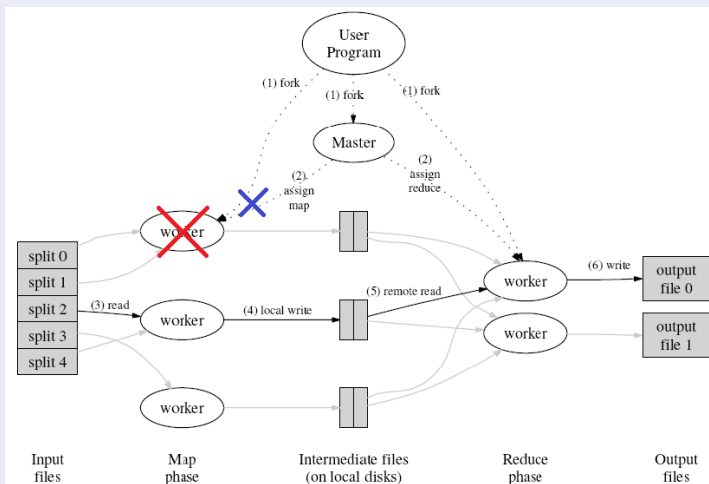 User
Program
(1) fork
(1) fork
(1) fork
Master
(2)
assign
map
(2)
assign
reduce
worker
split 0
split 1
split 2
split 3
split 4
(3) read
worker
(4) local write
(5) remote read
worker
(6) write
output
file 0
worker
output
file 1
worker
Input
files
Map
phase
Intermediate files
(on local disks)
Reduce
phase
Output
files